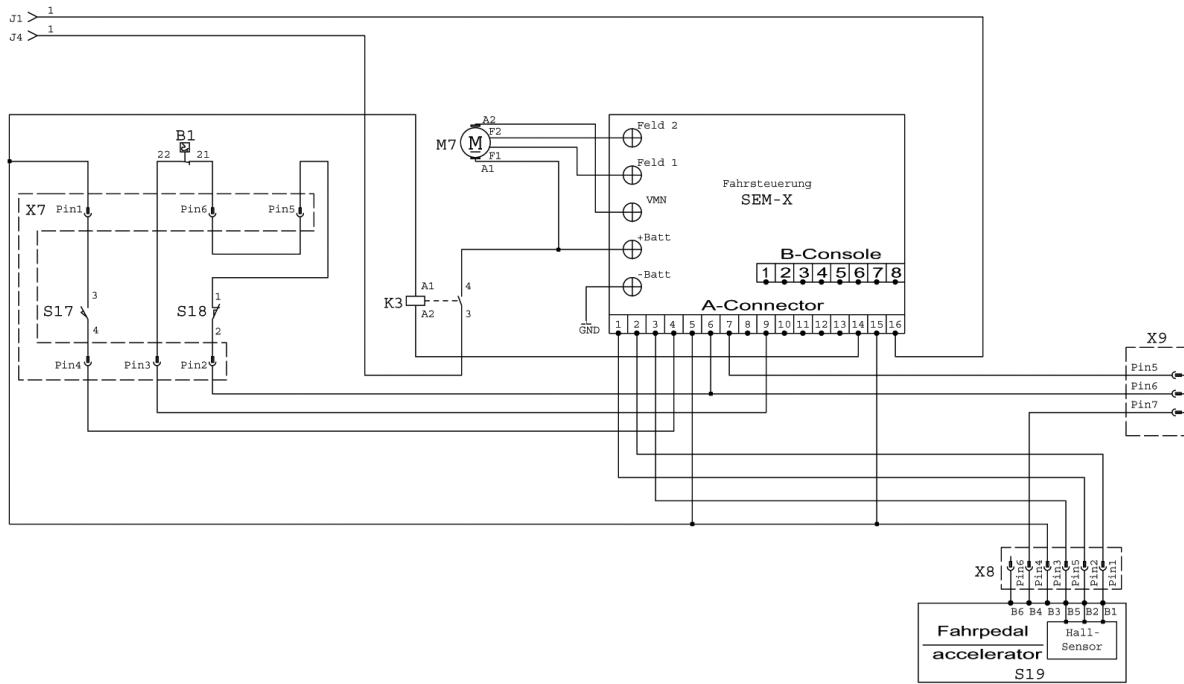 J1 1
J4 1
B1
22 21
X7 Pin1 Pin6 Pin5
3 1
S17 S18
4 2
Pin4 Pin3 Pin2
M7 M
A2
F2
F1
A1
K3
A1 4
A2 3
Feld 2
Feld 1
VMN
+Batt
-Batt
GND
Fahrsteuerung
SEM-X
B-Console
1 2 3 4 5 6 7 8
A-Connector
1 2 3 4 5 6 7 8 9 10 11 12 13 14 15 16
X9
Pin5
Pin6
Pin7
X8 Pin6 Pin4 Pin3 Pin5 Pin2 Pin1
B6 B4 B3 B5 B2 B1
Fahrpedal
accelerator
Hall-
Sensor
S19